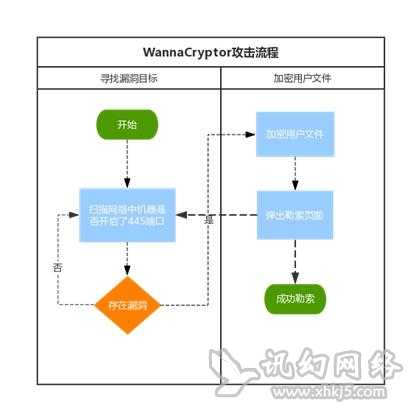 WannaCryptor攻击流程
寻找漏洞目标
加密用户文件
开始
扫描网络中机器是
否开启了445端口
否
存在漏洞
是
加密用户文件
弹出勒索页面
成功勒索
讯幻网络
www.xhkj5.com